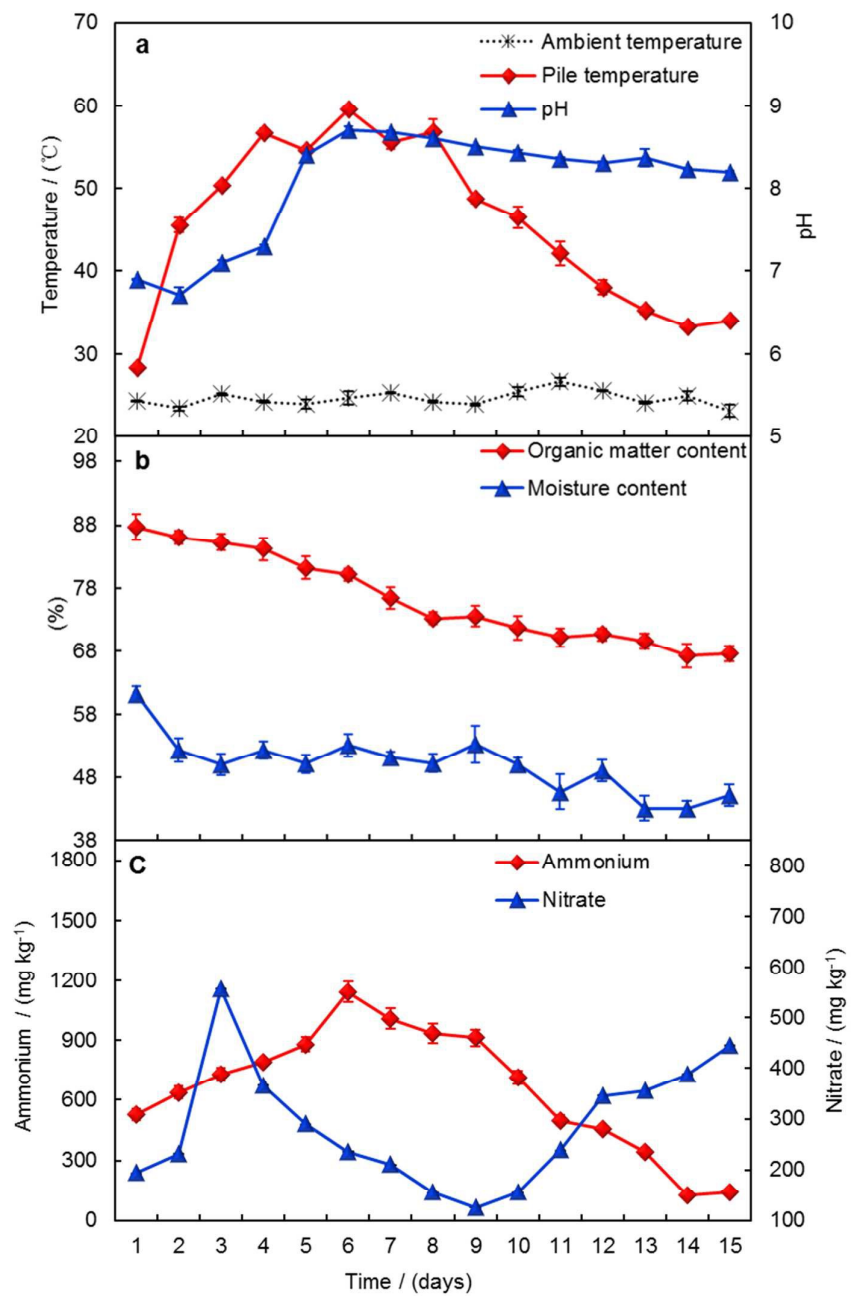 a
Ambient temperature
Pile temperature
pH
70
60
50
40
30
20
Temperature / (℃)
10
9
8
7
6
5
pH
b
Organic matter content
Moisture content
98
88
78
68
58
48
38
(%)
C
Ammonium
Nitrate
1800
1500
1200
900
600
300
0
Ammonium / (mg kg⁻¹)
800
700
600
500
400
300
200
100
Nitrate / (mg kg⁻¹)
1 2 3 4 5 6 7 8 9 10 11 12 13 14 15
Time / (days)